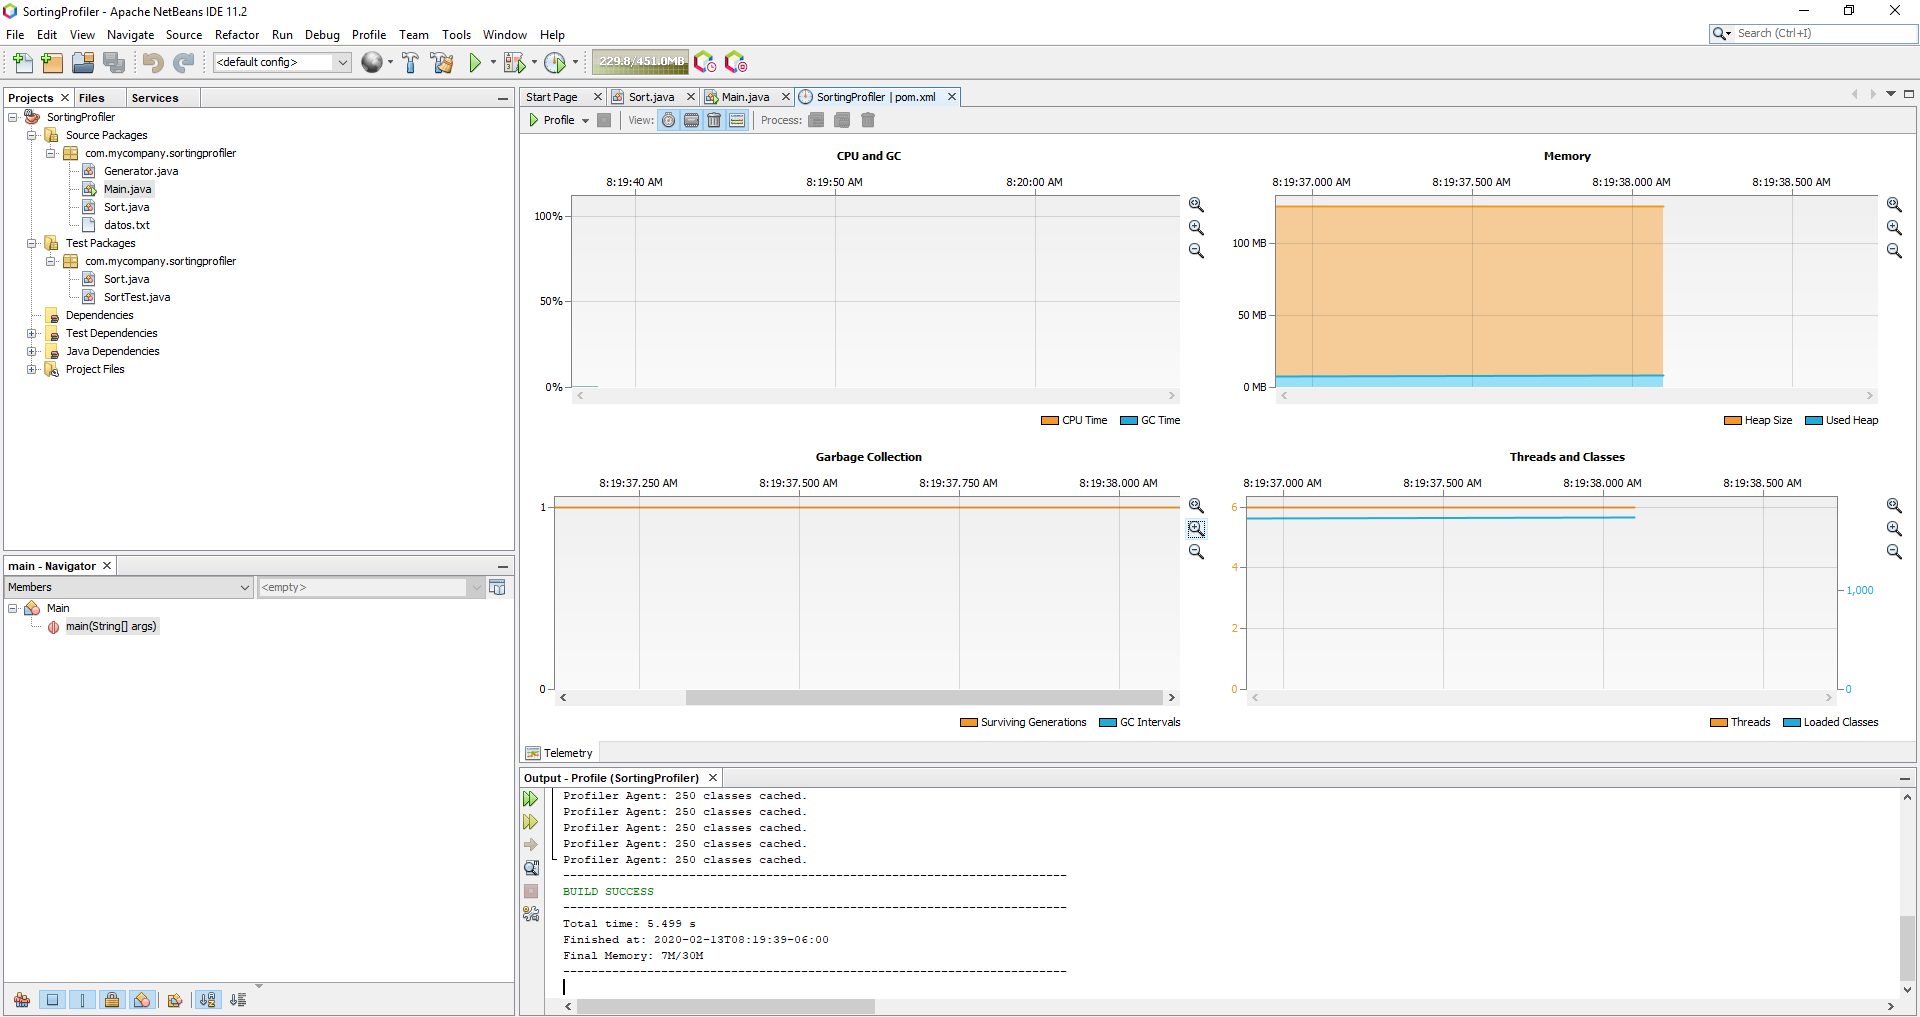 SortingProfiler - Apache NetBeans IDE 11.2
File Edit View Navigate Source Refactor Run Debug Profile Team Tools Window Help
Search (Ctrl+I)
<default config>
229.8/451.0MB
Projects Files Services
SortingProfiler
Source Packages
com.mycompany.sortingprofiler
Generator.java
Main.java
Sort.java
datos.txt
Test Packages
com.mycompany.sortingprofiler
Sort.java
SortTest.java
Dependencies
Test Dependencies
Java Dependencies
Project Files
main - Navigator
Members
<empty>
Main
main(String[] args)
Start Page Sort.java Main.java SortingProfiler | pom.xml
Profile View: Process:
CPU and GC
8:19:40 AM 8:19:50 AM 8:20:00 AM
100%
50%
0%
CPU Time GC Time
Memory
8:19:37.000 AM 8:19:37.500 AM 8:19:38.000 AM 8:19:38.500 AM
100 MB
50 MB
0 MB
Heap Size Used Heap
Garbage Collection
8:19:37.250 AM 8:19:37.500 AM 8:19:37.750 AM 8:19:38.000 AM
1
0
Surviving Generations GC Intervals
Threads and Classes
8:19:37.000 AM 8:19:37.500 AM 8:19:38.000 AM 8:19:38.500 AM
6
4
1,000
2
0 0
Threads Loaded Classes
Telemetry
Output - Profile (SortingProfiler)
Profiler Agent: 250 classes cached.
Profiler Agent: 250 classes cached.
Profiler Agent: 250 classes cached.
Profiler Agent: 250 classes cached.
Profiler Agent: 250 classes cached.
------------------------------------------------------------------------
BUILD SUCCESS
------------------------------------------------------------------------
Total time: 5.499 s
Finished at: 2020-02-13T08:19:39-06:00
Final Memory: 7M/30M
------------------------------------------------------------------------